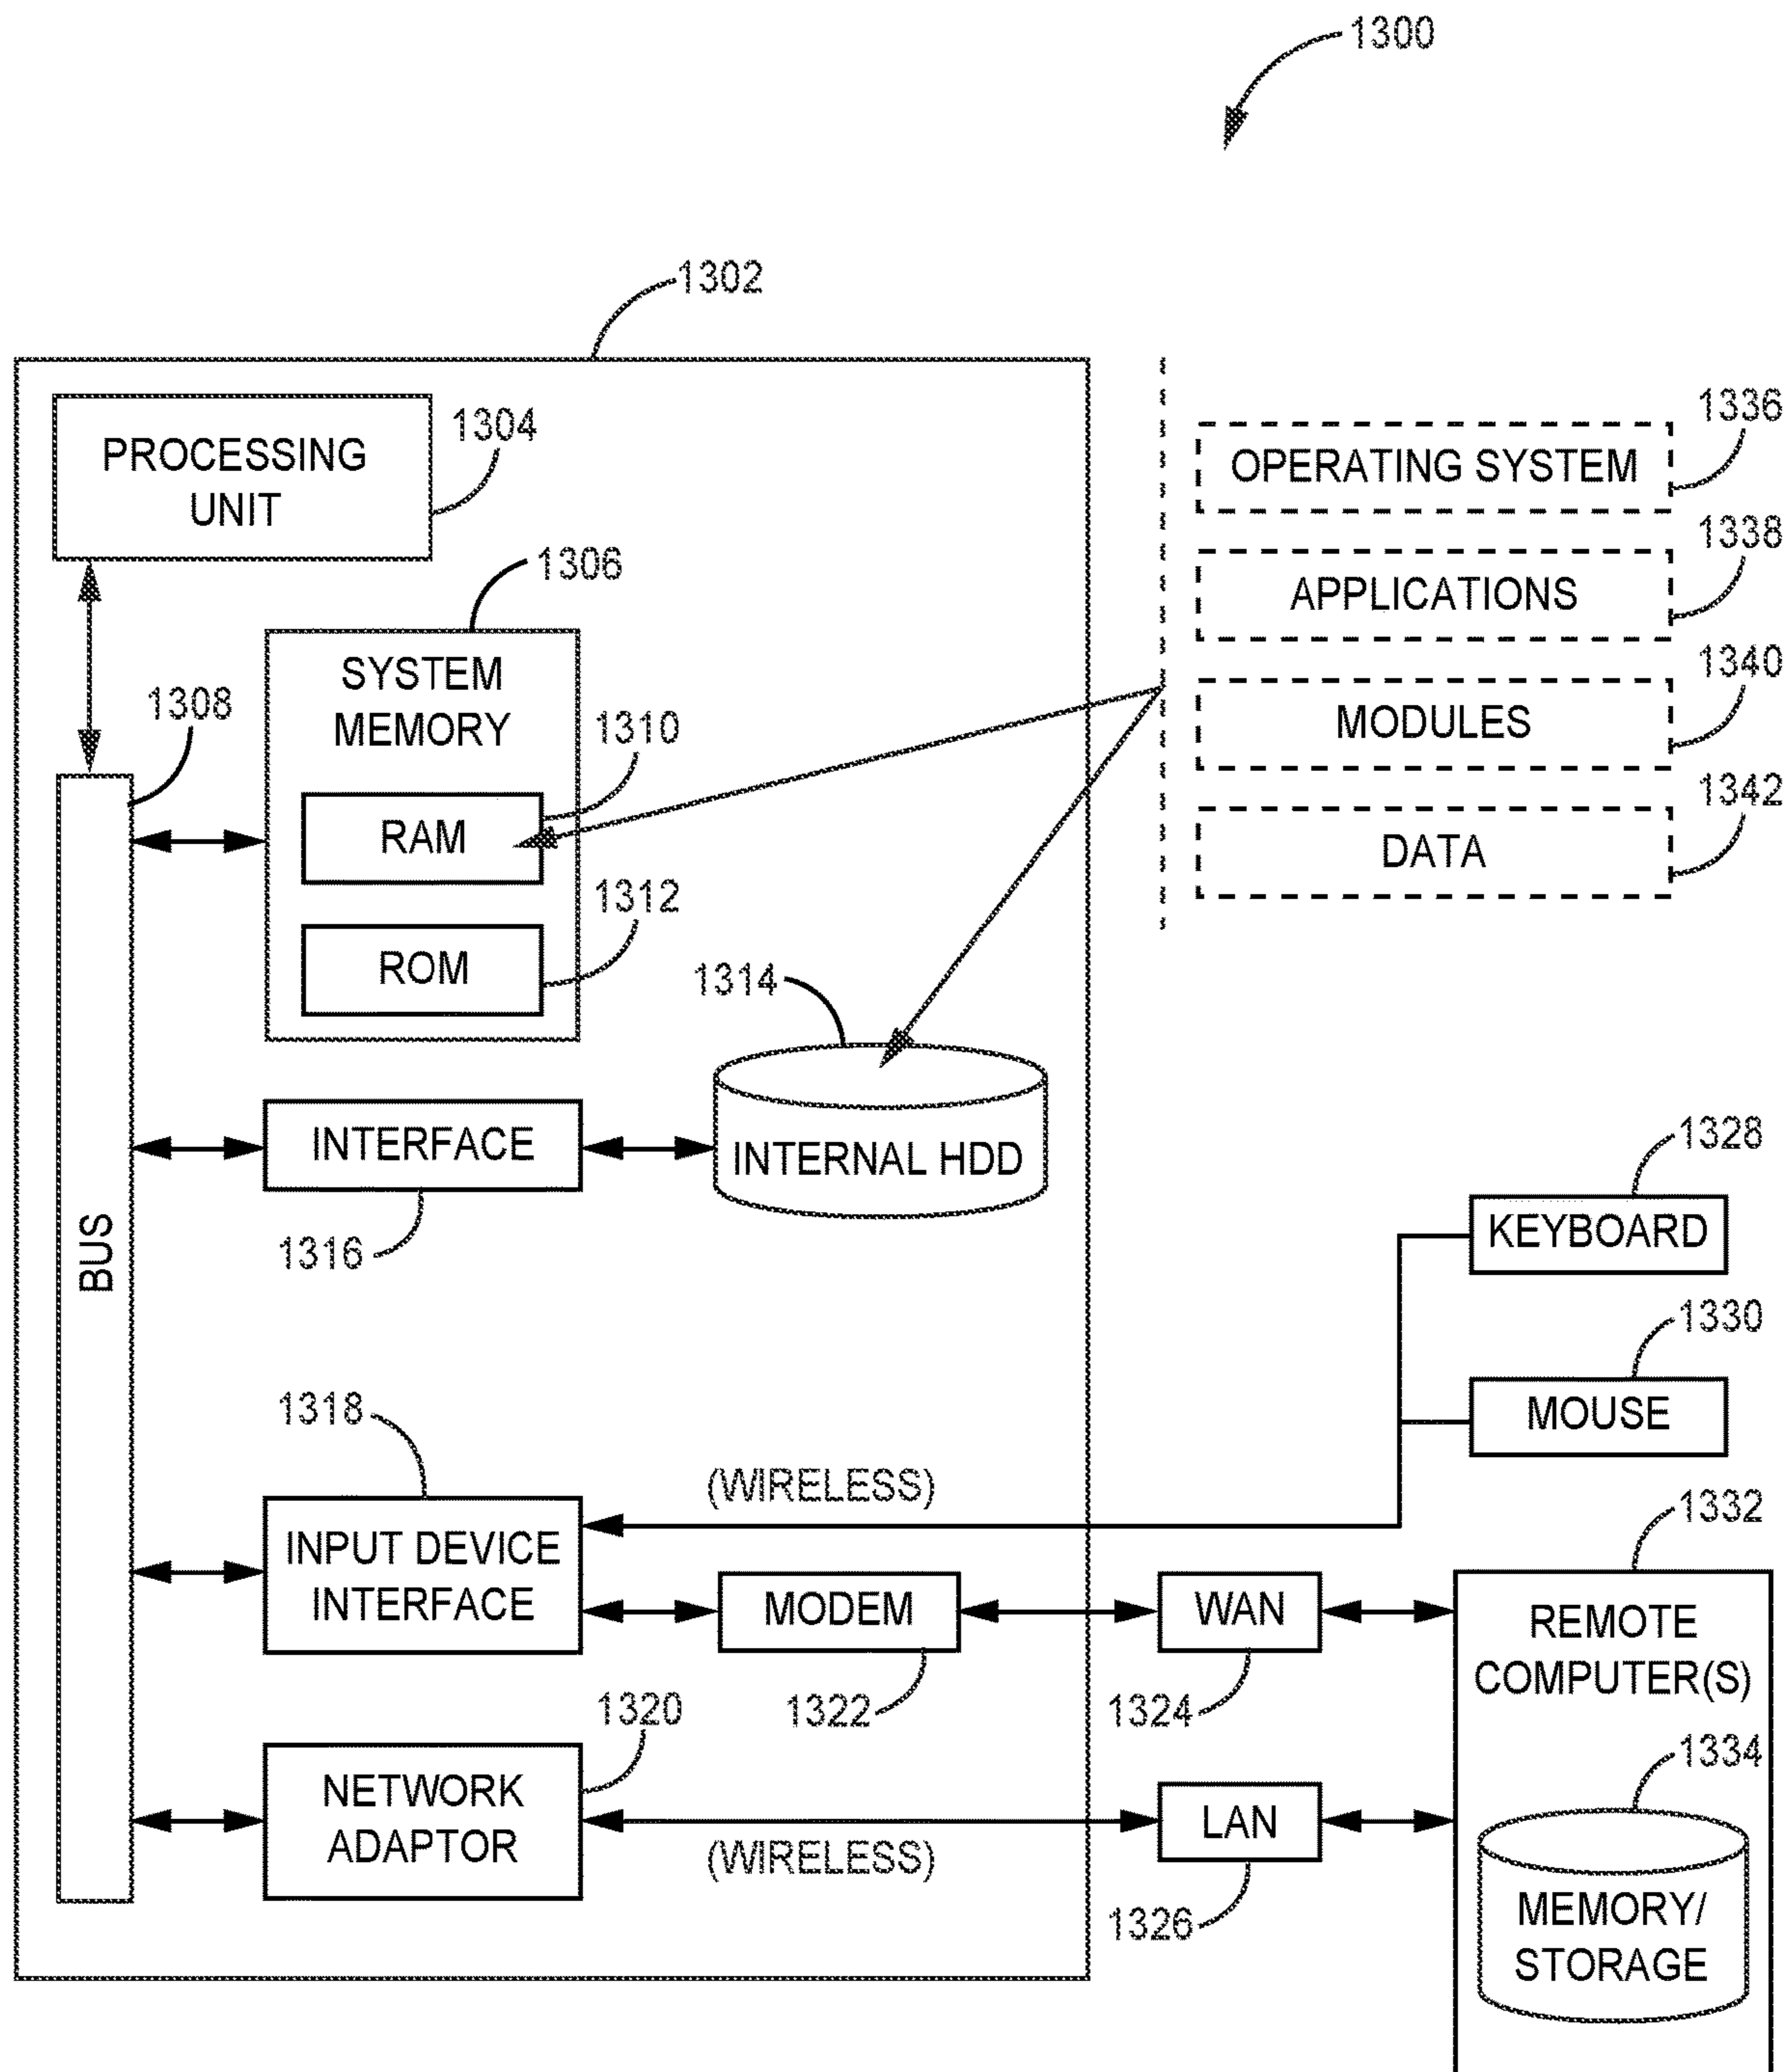 1300
1302
PROCESSING
UNIT
1304
1306
SYSTEM
MEMORY
1308
1310
RAM
1312
ROM
1314
INTERNAL HDD
INTERFACE
1316
BUS
OPERATING SYSTEM
1336
APPLICATIONS
1338
MODULES
1340
DATA
1342
1328
KEYBOARD
1330
MOUSE
1318
(WIRELESS)
INPUT DEVICE
INTERFACE
MODEM
1322
WAN
1324
1332
REMOTE
COMPUTER(S)
1320
NETWORK
ADAPTOR
(WIRELESS)
LAN
1326
1334
MEMORY/
STORAGE